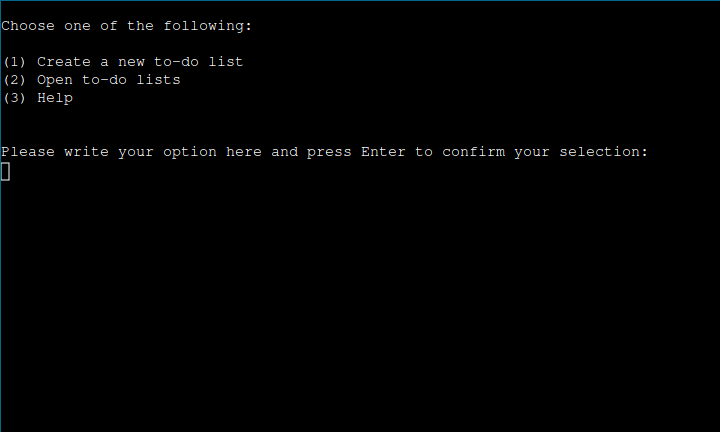 Choose one of the following:
(1) Create a new to-do list
(2) Open to-do lists
(3) Help
Please write your option here and press Enter to confirm your selection: